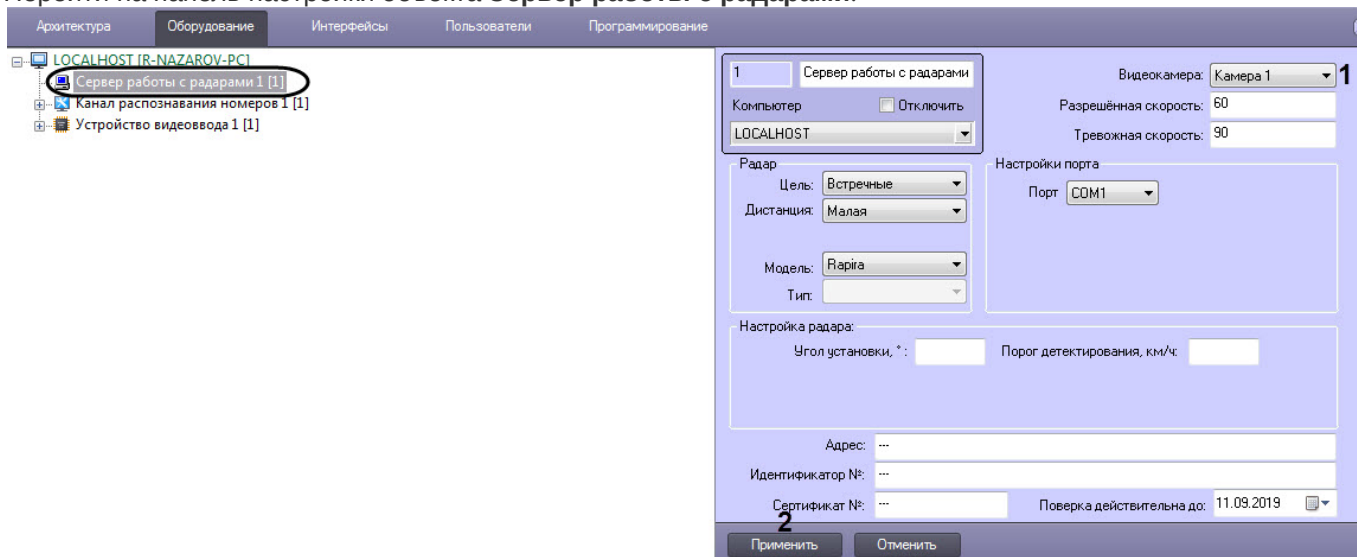 Перейти на панель настройки объекта Сервер работы с радарами.
Архитектура Оборудование Интерфейсы Пользователи Программирование
LOCALHOST [R-NAZAROV-PC]
Сервер работы с радарами 1 [1]
Канал распознавания номеров 1 [1]
Устройство видеоввода 1 [1]
1 Сервер работы с радарами
Компьютер Отключить
LOCALHOST
Видеокамера: Камера 1 1
Разрешённая скорость: 60
Тревожная скорость: 90
Радар
Цель: Встречные
Дистанция: Малая
Модель: Rapira
Тип:
Настройки порта
Порт COM1
Настройка радара:
Угол установки, ° : Порог детектирования, км/ч:
Адрес: ---
Идентификатор №: ---
Сертификат №: --- Поверка действительна до: 11.09.2019
2
Применить Отменить